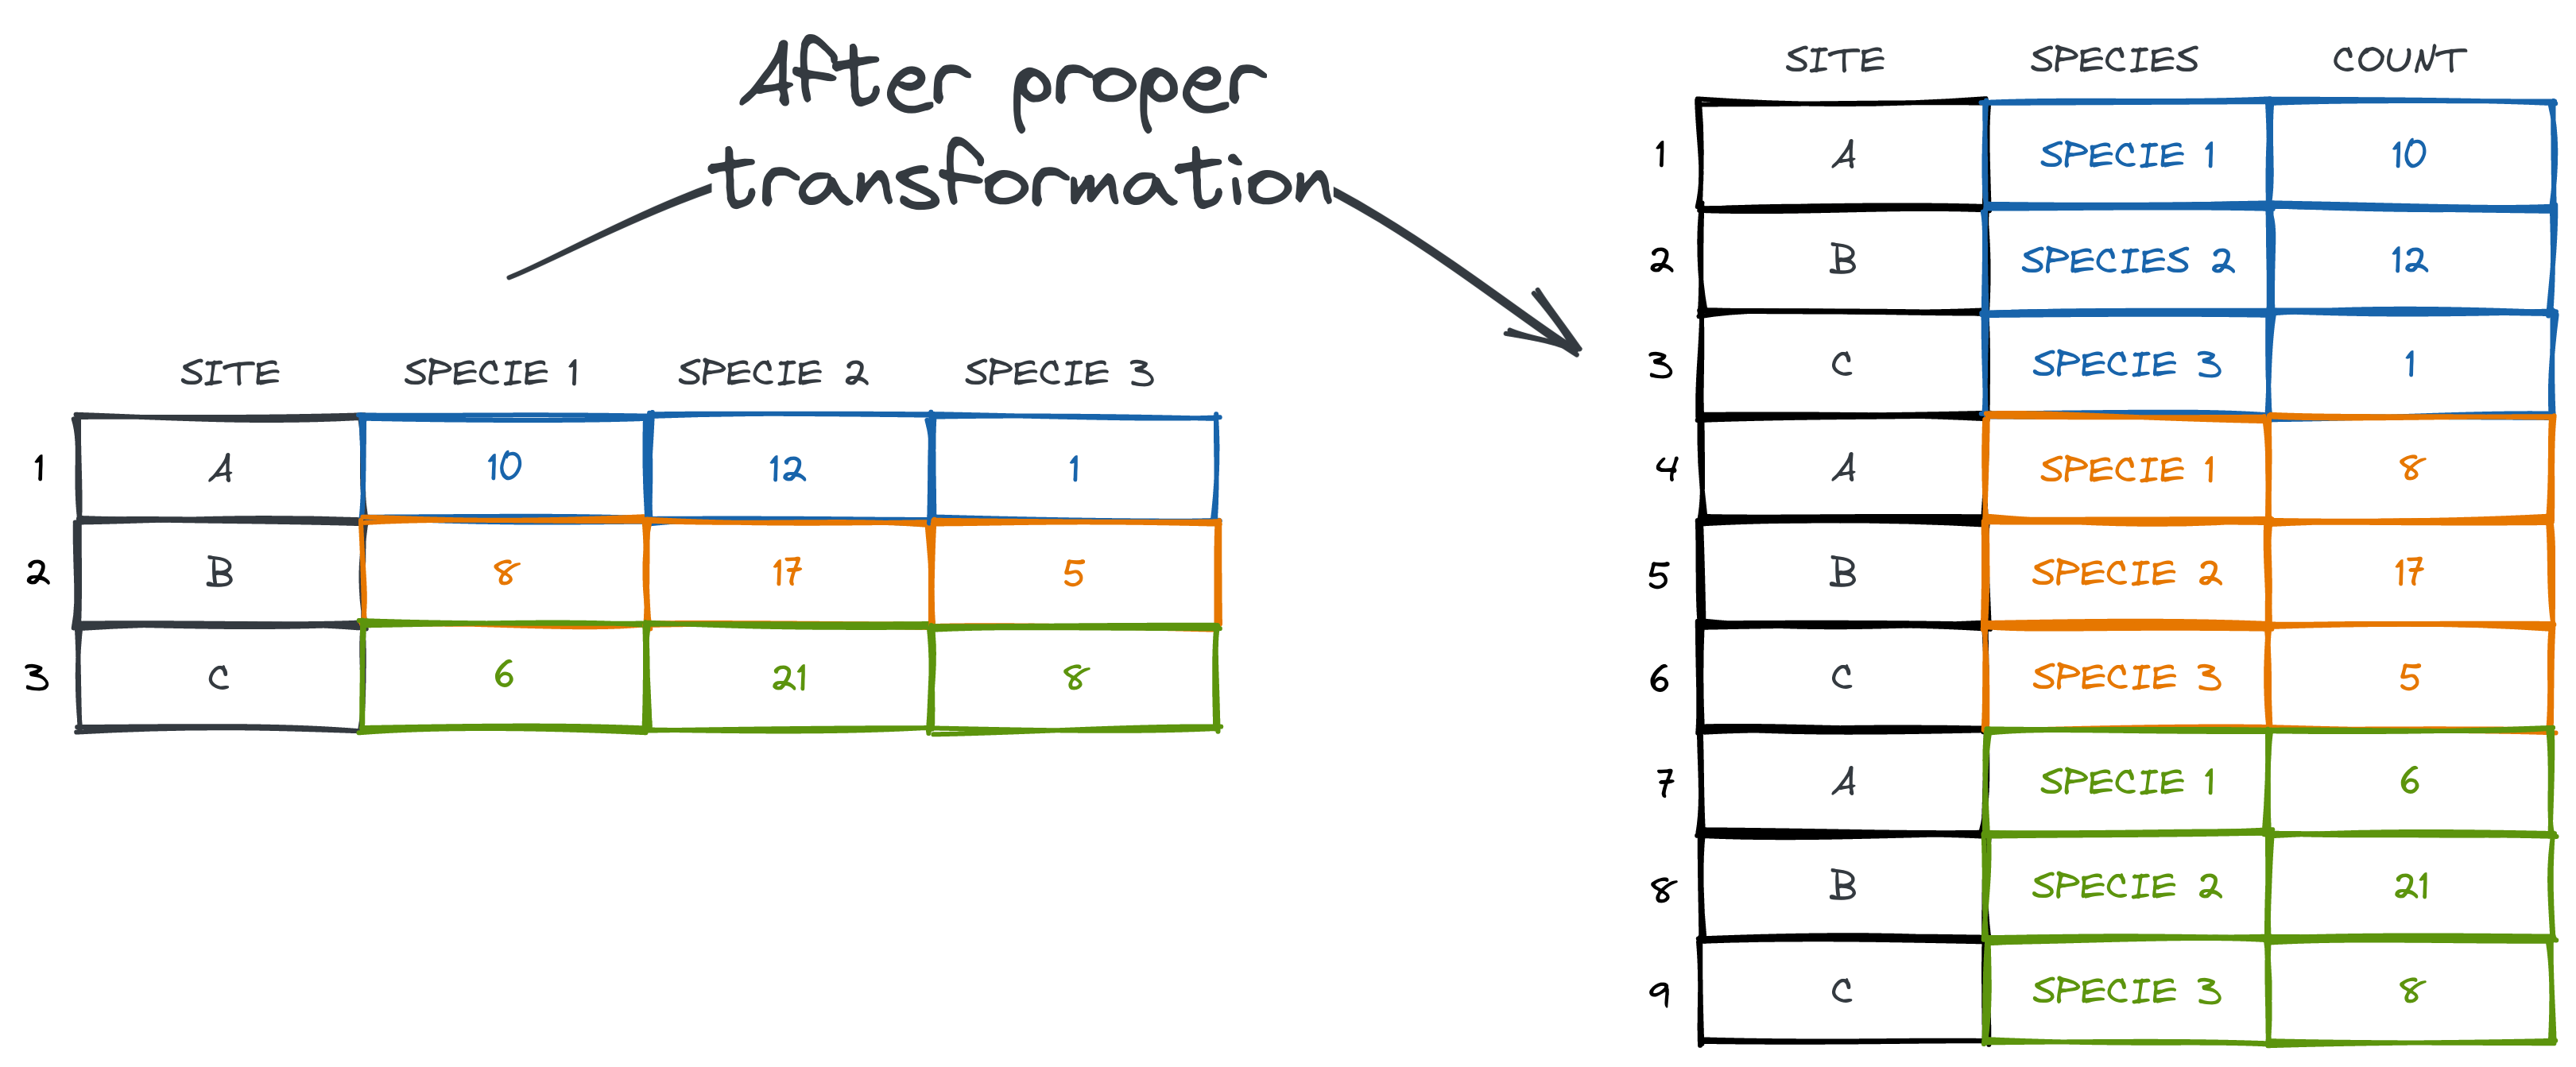 After proper
transformation
SITE SPECIE 1 SPECIE 2 SPECIE 3
1 A 10 12 1
2 B 8 17 5
3 C 6 21 8
SITE SPECIES COUNT
1 A SPECIE 1 10
2 B SPECIES 2 12
3 C SPECIE 3 1
4 A SPECIE 1 8
5 B SPECIE 2 17
6 C SPECIE 3 5
7 A SPECIE 1 6
8 B SPECIE 2 21
9 C SPECIE 3 8